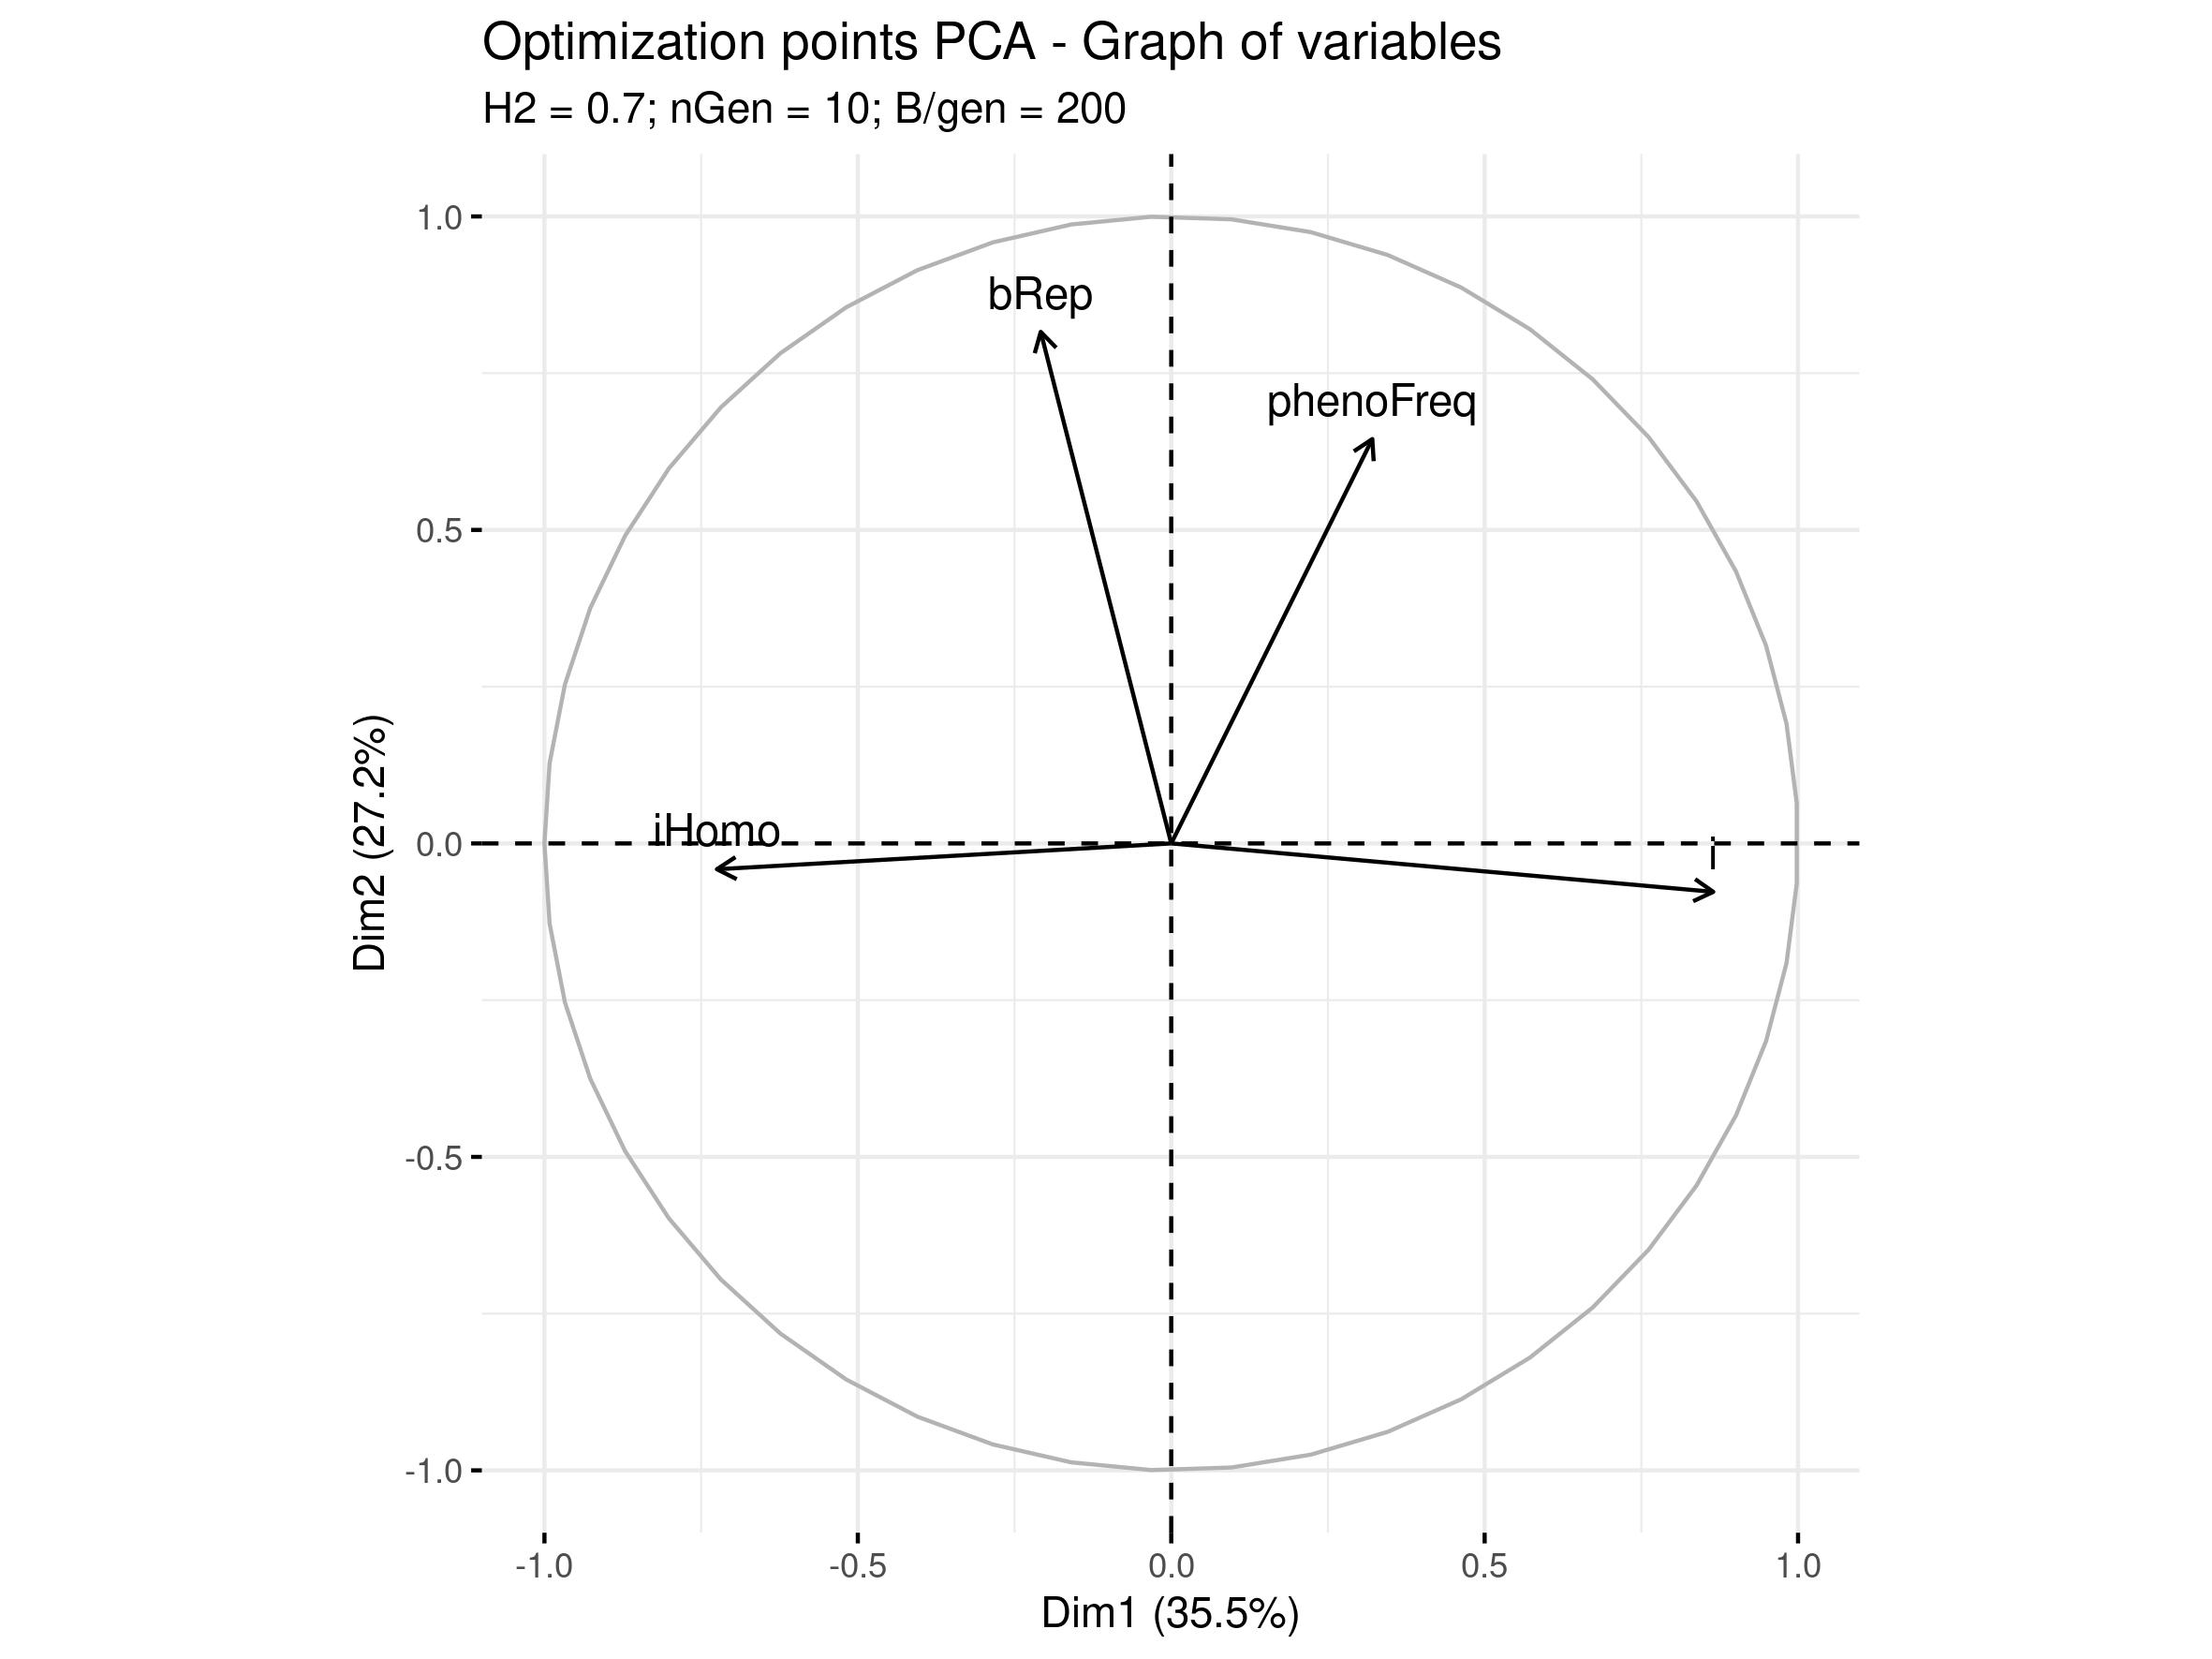 Optimization points PCA - Graph of variables
H2 = 0.7; nGen = 10; B/gen = 200
1.0
bRep
phenoFreq
0.5
Dim2 (27.2%)
iHomo
i
0.0
-0.5
-1.0
-1.0 -0.5 0.0 0.5 1.0
Dim1 (35.5%)